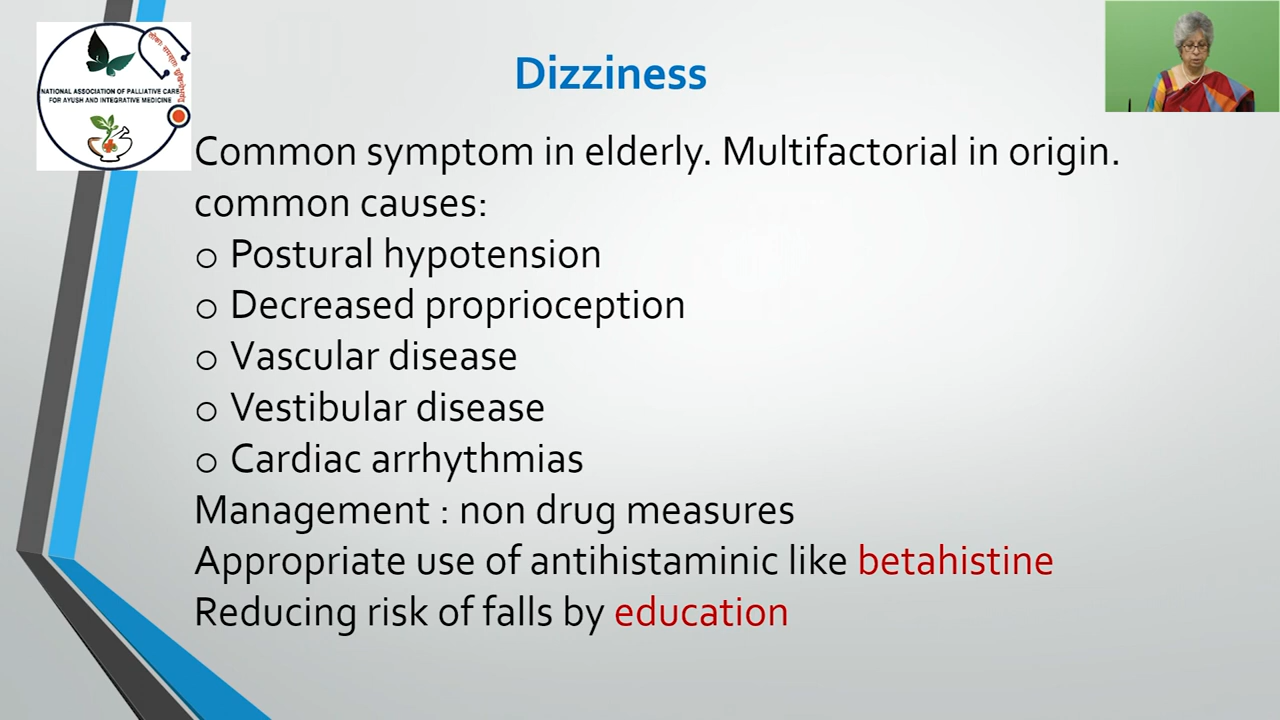 Dizziness
NATIONAL ASSOCIATION OF PALLIATIVE CARE
FOR AYUSH AND INTEGRATIVE MEDICINE
Common symptom in elderly. Multifactorial in origin.
common causes:
o Postural hypotension
o Decreased proprioception
o Vascular disease
o Vestibular disease
o Cardiac arrhythmias
Management : non drug measures
Appropriate use of antihistaminic like betahistine
Reducing risk of falls by education